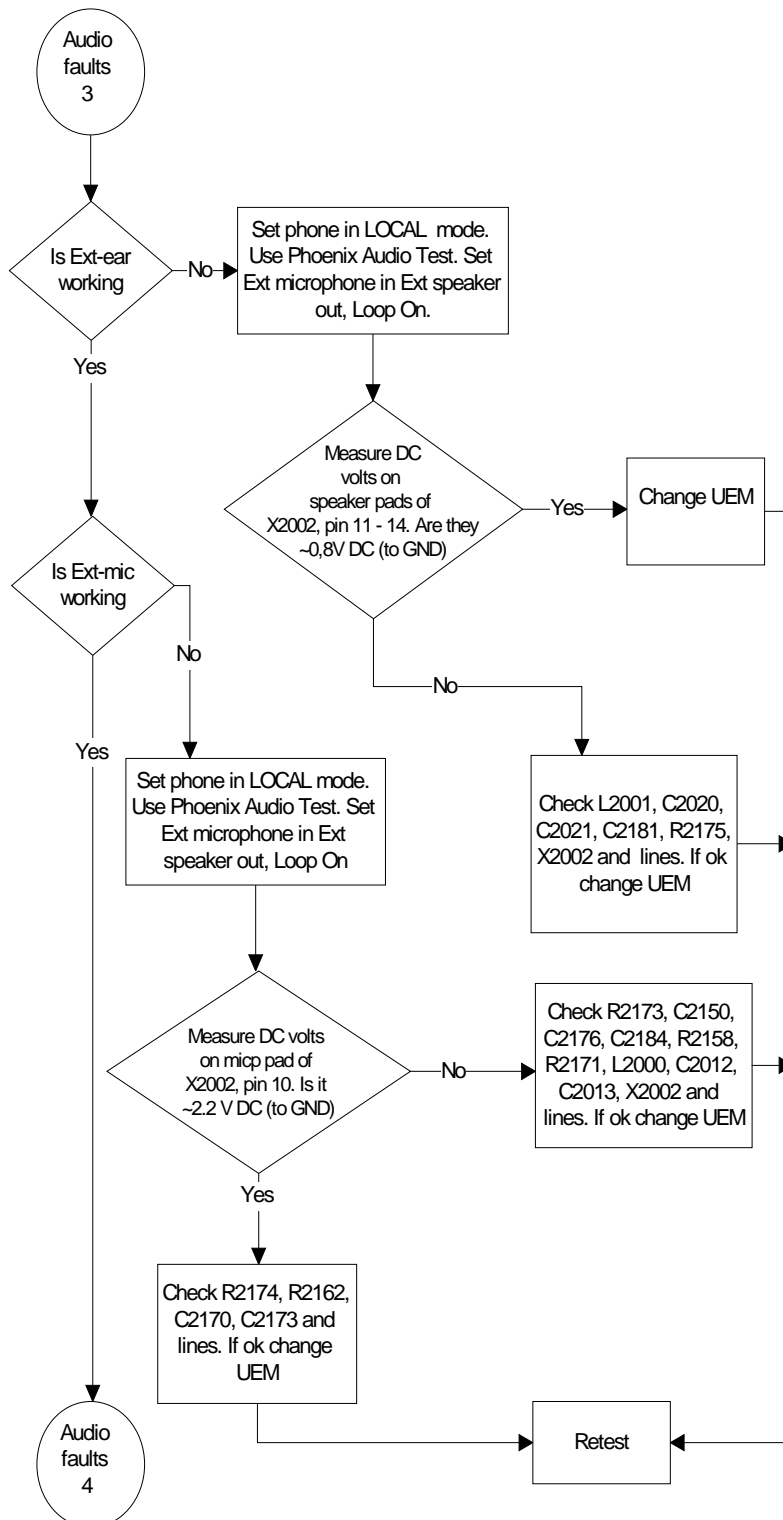 Audio
faults
3
Is Ext-ear
working
No
Set phone in LOCAL mode.
Use Phoenix Audio Test. Set
Ext microphone in Ext speaker
out, Loop On.
Yes
Measure DC
volts on
speaker pads of
X2002, pin 11 - 14. Are they
~0,8V DC (to GND)
Yes
Change UEM
Is Ext-mic
working
No
No
Yes
Set phone in LOCAL mode.
Use Phoenix Audio Test. Set
Ext microphone in Ext
speaker out, Loop On
Check L2001, C2020,
C2021, C2181, R2175,
X2002 and lines. If ok
change UEM
Measure DC volts
on micp pad of
X2002, pin 10. Is it
~2.2 V DC (to GND)
No
Check R2173, C2150,
C2176, C2184, R2158,
R2171, L2000, C2012,
C2013, X2002 and
lines. If ok change UEM
Yes
Check R2174, R2162,
C2170, C2173 and
lines. If ok change
UEM
Audio
faults
4
Retest